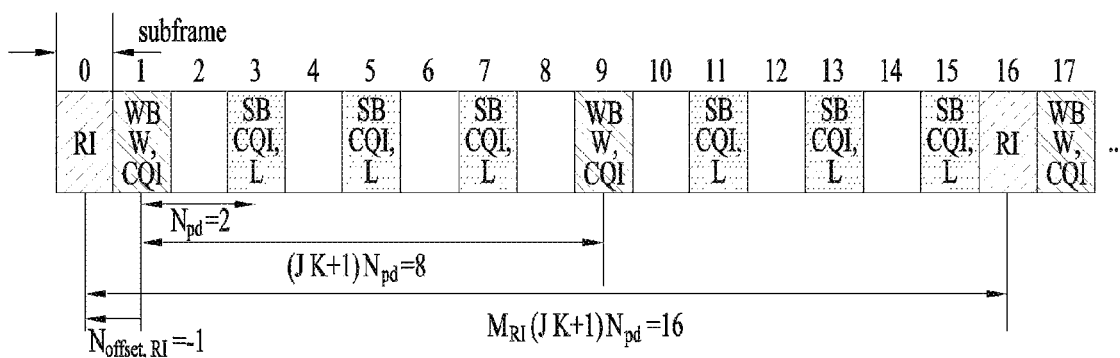 subframe
0 1 2 3 4 5 6 7 8 9 10 11 12 13 14 15 16 17
RI
WB W, CQI
SB CQI, L
SB CQI, L
SB CQI, L
WB W, CQI
SB CQI, L
SB CQI, L
SB CQI, L
RI
WB W, CQI
...
N_pd=2
(J K+1)N_pd=8
M_RI(J K+1)N_pd=16
N_offset, RI=-1